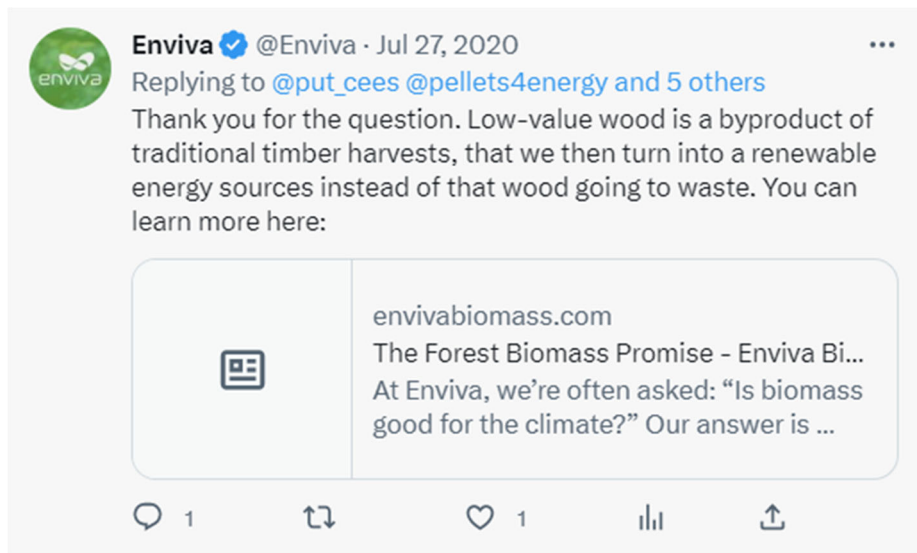 enviva
Enviva @Enviva · Jul 27, 2020
Replying to @put_cees @pellets4energy and 5 others
Thank you for the question. Low-value wood is a byproduct of
traditional timber harvests, that we then turn into a renewable
energy sources instead of that wood going to waste. You can
learn more here:
envivabiomass.com
The Forest Biomass Promise - Enviva Bi...
At Enviva, we’re often asked: “Is biomass
good for the climate?” Our answer is ...
1 1